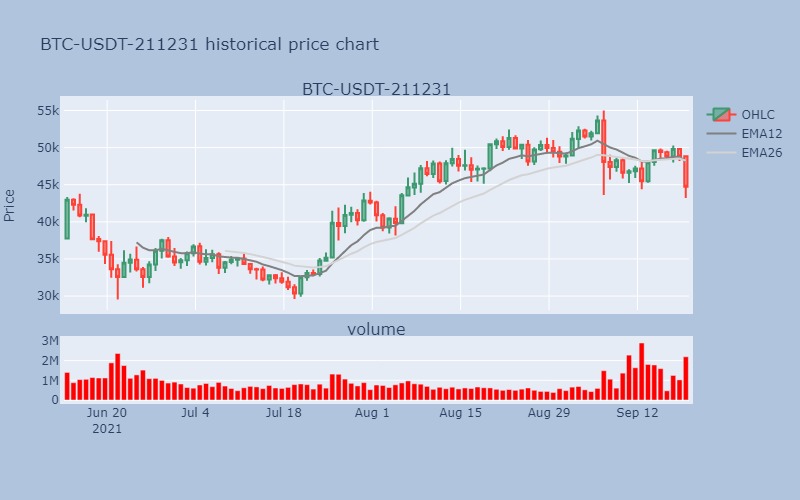 BTC-USDT-211231 historical price chart
BTC-USDT-211231
55k
50k
45k
40k
35k
30k
Price
OHLC
EMA12
EMA26
volume
3M
2M
1M
0
Jun 20
2021
Jul 4
Jul 18
Aug 1
Aug 15
Aug 29
Sep 12